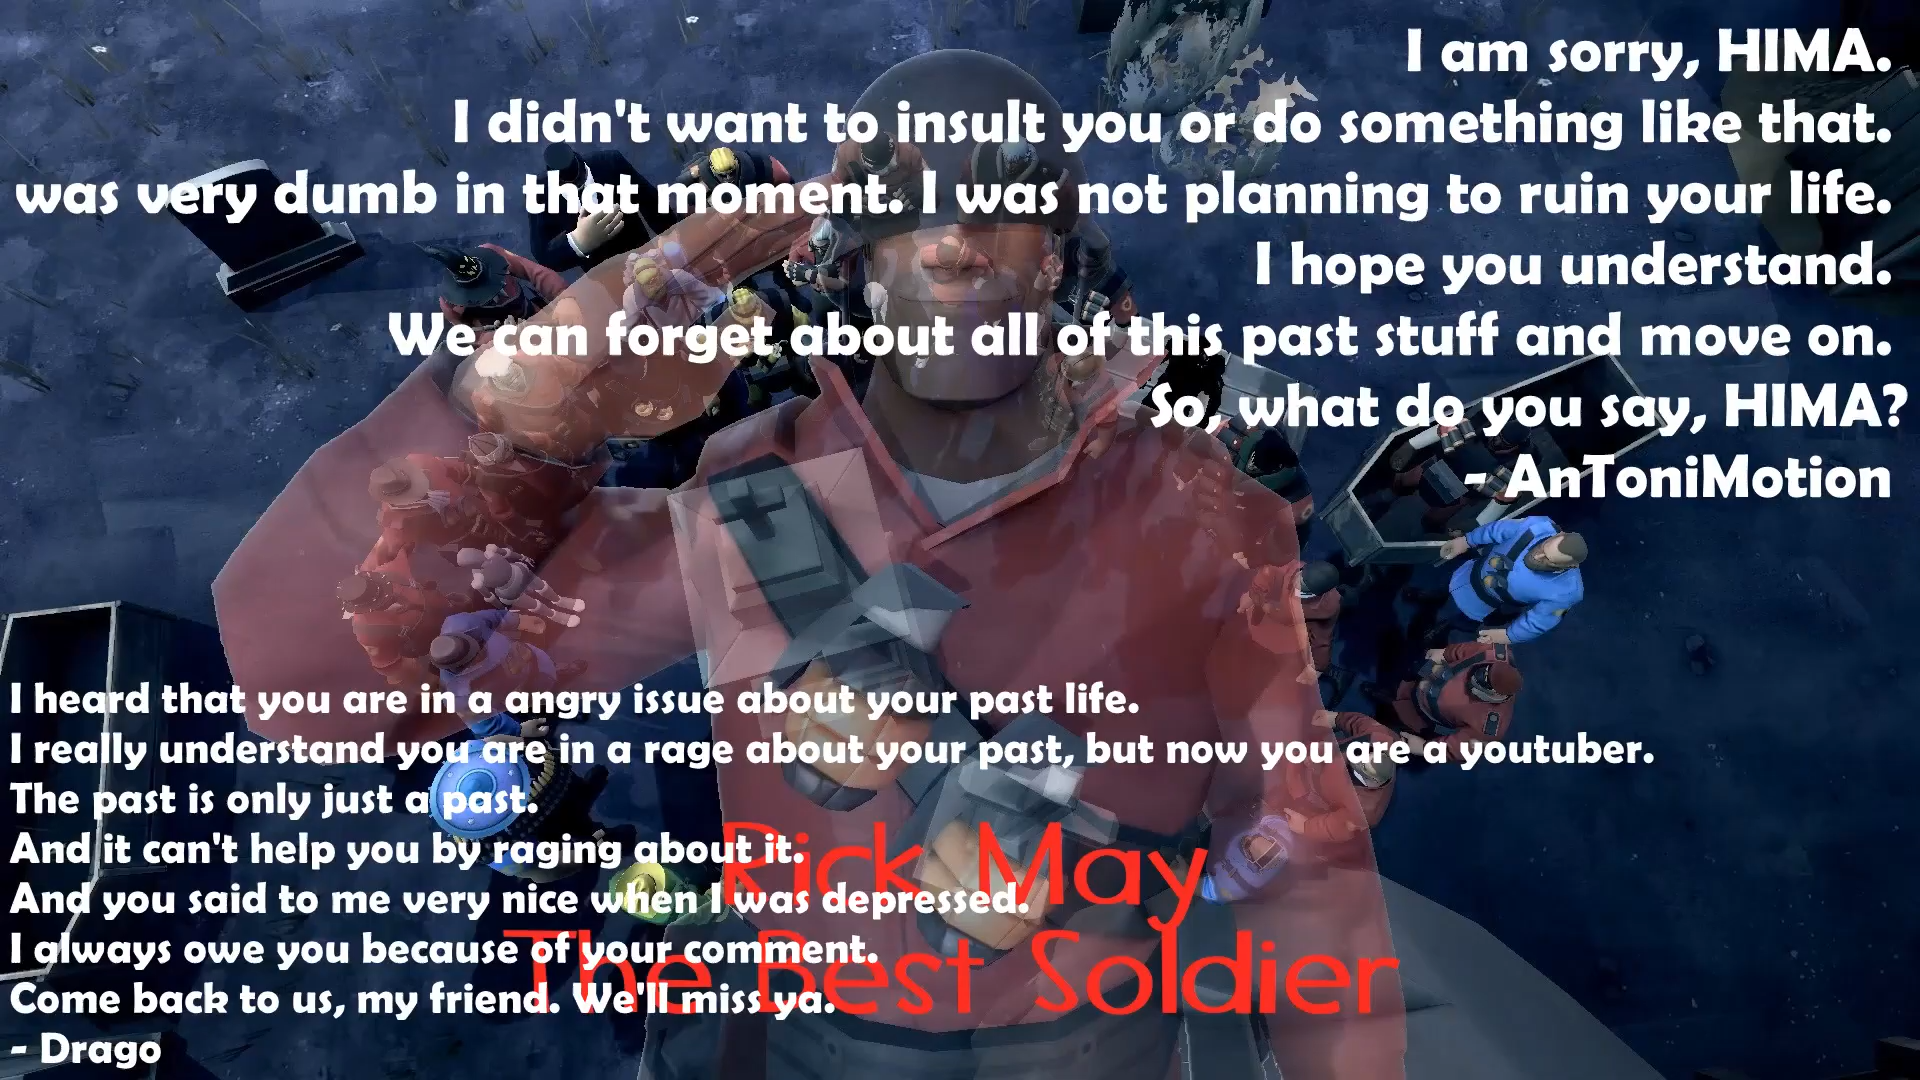 I am sorry, HIMA.
I didn't want to insult you or do something like that.
was very dumb in that moment. I was not planning to ruin your life.
I hope you understand.
We can forget about all of this past stuff and move on.
So, what do you say, HIMA?
- AnToniMotion
I heard that you are in a angry issue about your past life.
I really understand you are in a rage about your past, but now you are a youtuber.
The past is only just a past.
And it can't help you by raging about it.
And you said to me very nice when I was depressed.
I always owe you because of your comment.
Come back to us, my friend. We'll miss ya.
- Drago
Rick May
The Best Soldier